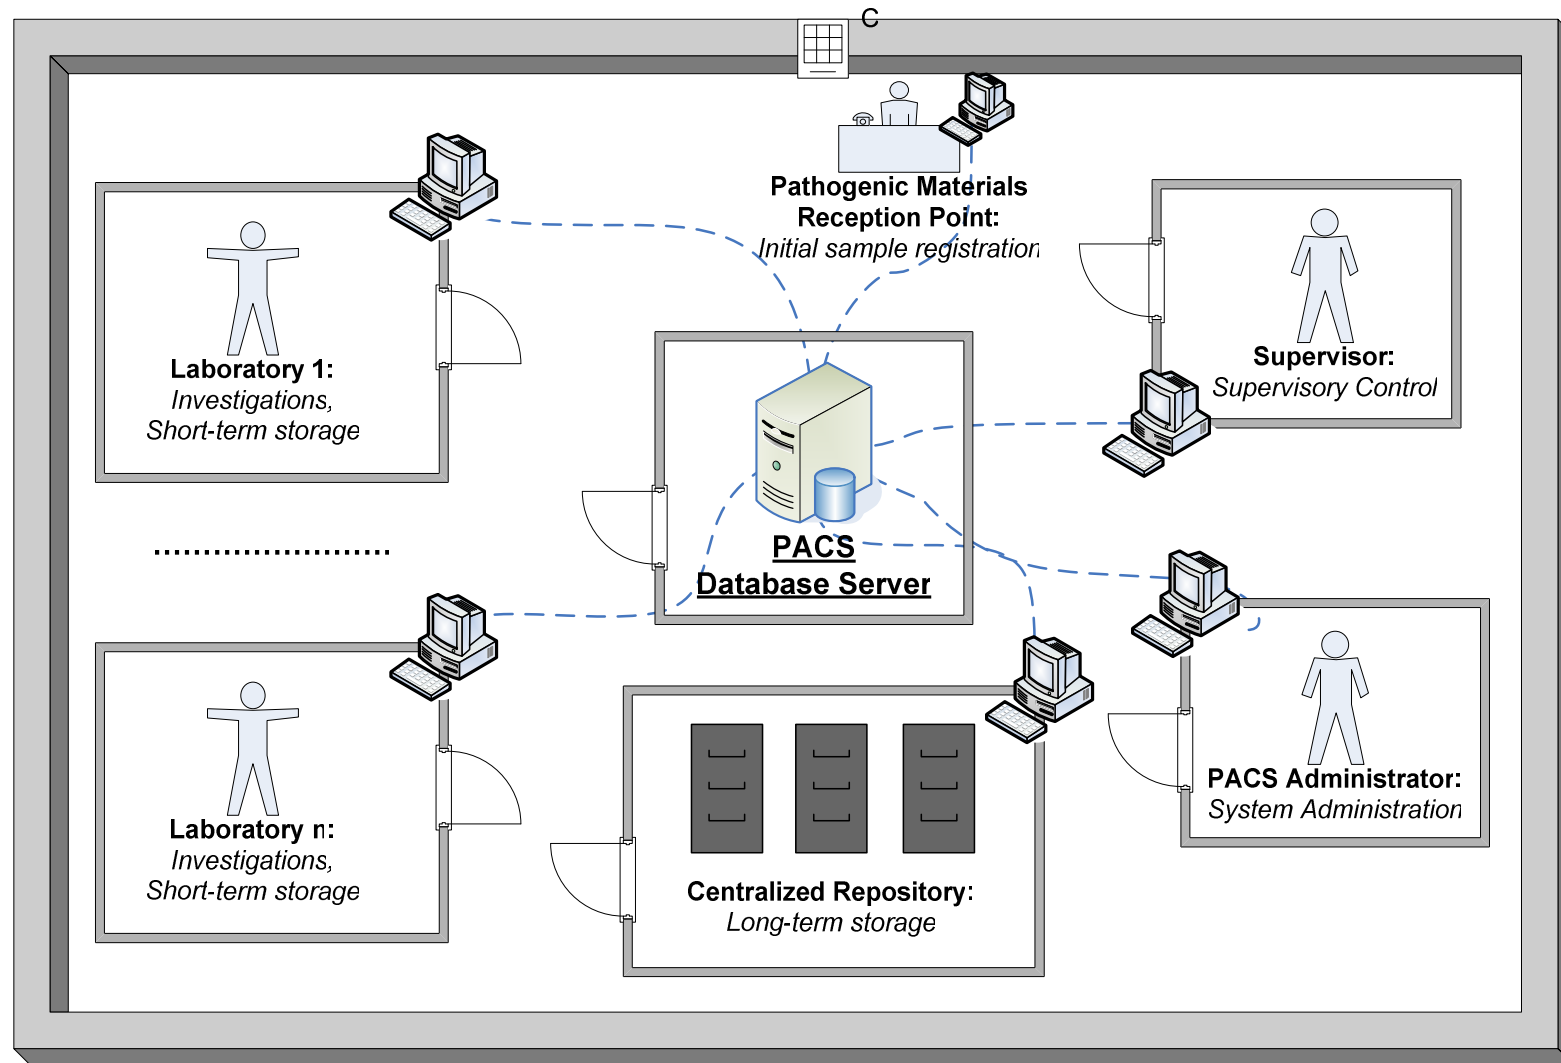 C
Pathogenic Materials
Reception Point:
Initial sample registration
Laboratory 1:
Investigations,
Short-term storage
Supervisor:
Supervisory Control
PACS
Database Server
Laboratory n:
Investigations,
Short-term storage
Centralized Repository:
Long-term storage
PACS Administrator:
System Administration